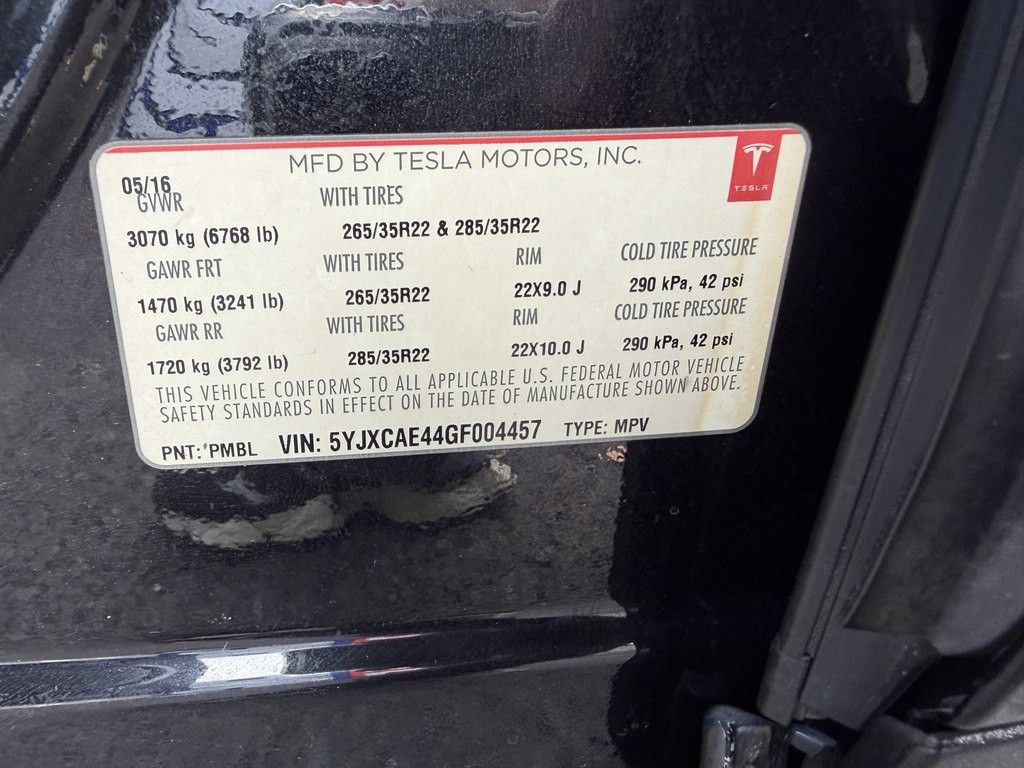 MFD BY TESLA MOTORS, INC.
TESLA
05/16
GVWR WITH TIRES
3070 kg (6768 lb) 265/35R22 & 285/35R22
GAWR FRT WITH TIRES RIM COLD TIRE PRESSURE
1470 kg (3241 lb) 265/35R22 22X9.0 J 290 kPa, 42 psi
GAWR RR WITH TIRES RIM COLD TIRE PRESSURE
1720 kg (3792 lb) 285/35R22 22X10.0 J 290 kPa, 42 psi
THIS VEHICLE CONFORMS TO ALL APPLICABLE U.S. FEDERAL MOTOR VEHICLE
SAFETY STANDARDS IN EFFECT ON THE DATE OF MANUFACTURE SHOWN ABOVE.
PNT: PMBL VIN: 5YJXCAE44GF004457 TYPE: MPV